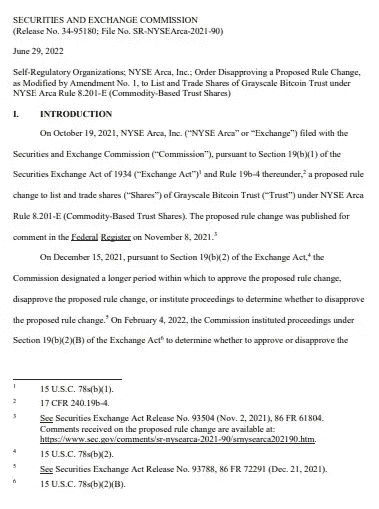 SECURITIES AND EXCHANGE COMMISSION
(Release No. 34-95180; File No. SR-NYSEArca-2021-90)
June 29, 2022
Self-Regulatory Organizations; NYSE Arca, Inc.; Order Disapproving a Proposed Rule Change,
as Modified by Amendment No. 1, to List and Trade Shares of Grayscale Bitcoin Trust under
NYSE Arca Rule 8.201-E (Commodity-Based Trust Shares)
I. INTRODUCTION
On October 19, 2021, NYSE Arca, Inc. (“NYSE Arca” or “Exchange”) filed with the
Securities and Exchange Commission (“Commission”), pursuant to Section 19(b)(1) of the
Securities Exchange Act of 1934 (“Exchange Act”)1 and Rule 19b-4 thereunder,2 a proposed rule
change to list and trade shares (“Shares”) of Grayscale Bitcoin Trust (“Trust”) under NYSE Arca
Rule 8.201-E (Commodity-Based Trust Shares). The proposed rule change was published for
comment in the Federal Register on November 8, 2021.3
On December 15, 2021, pursuant to Section 19(b)(2) of the Exchange Act,4 the
Commission designated a longer period within which to approve the proposed rule change,
disapprove the proposed rule change, or institute proceedings to determine whether to disapprove
the proposed rule change.5 On February 4, 2022, the Commission instituted proceedings under
Section 19(b)(2)(B) of the Exchange Act6 to determine whether to approve or disapprove the
1 15 U.S.C. 78s(b)(1).
2 17 CFR 240.19b-4.
3 See Securities Exchange Act Release No. 93504 (Nov. 2, 2021), 86 FR 61804.
Comments received on the proposed rule change are available at:
https://www.sec.gov/comments/sr-nysearca-2021-90/srnysearca202190.htm.
4 15 U.S.C. 78s(b)(2).
5 See Securities Exchange Act Release No. 93788, 86 FR 72291 (Dec. 21, 2021).
6 15 U.S.C. 78s(b)(2)(B).